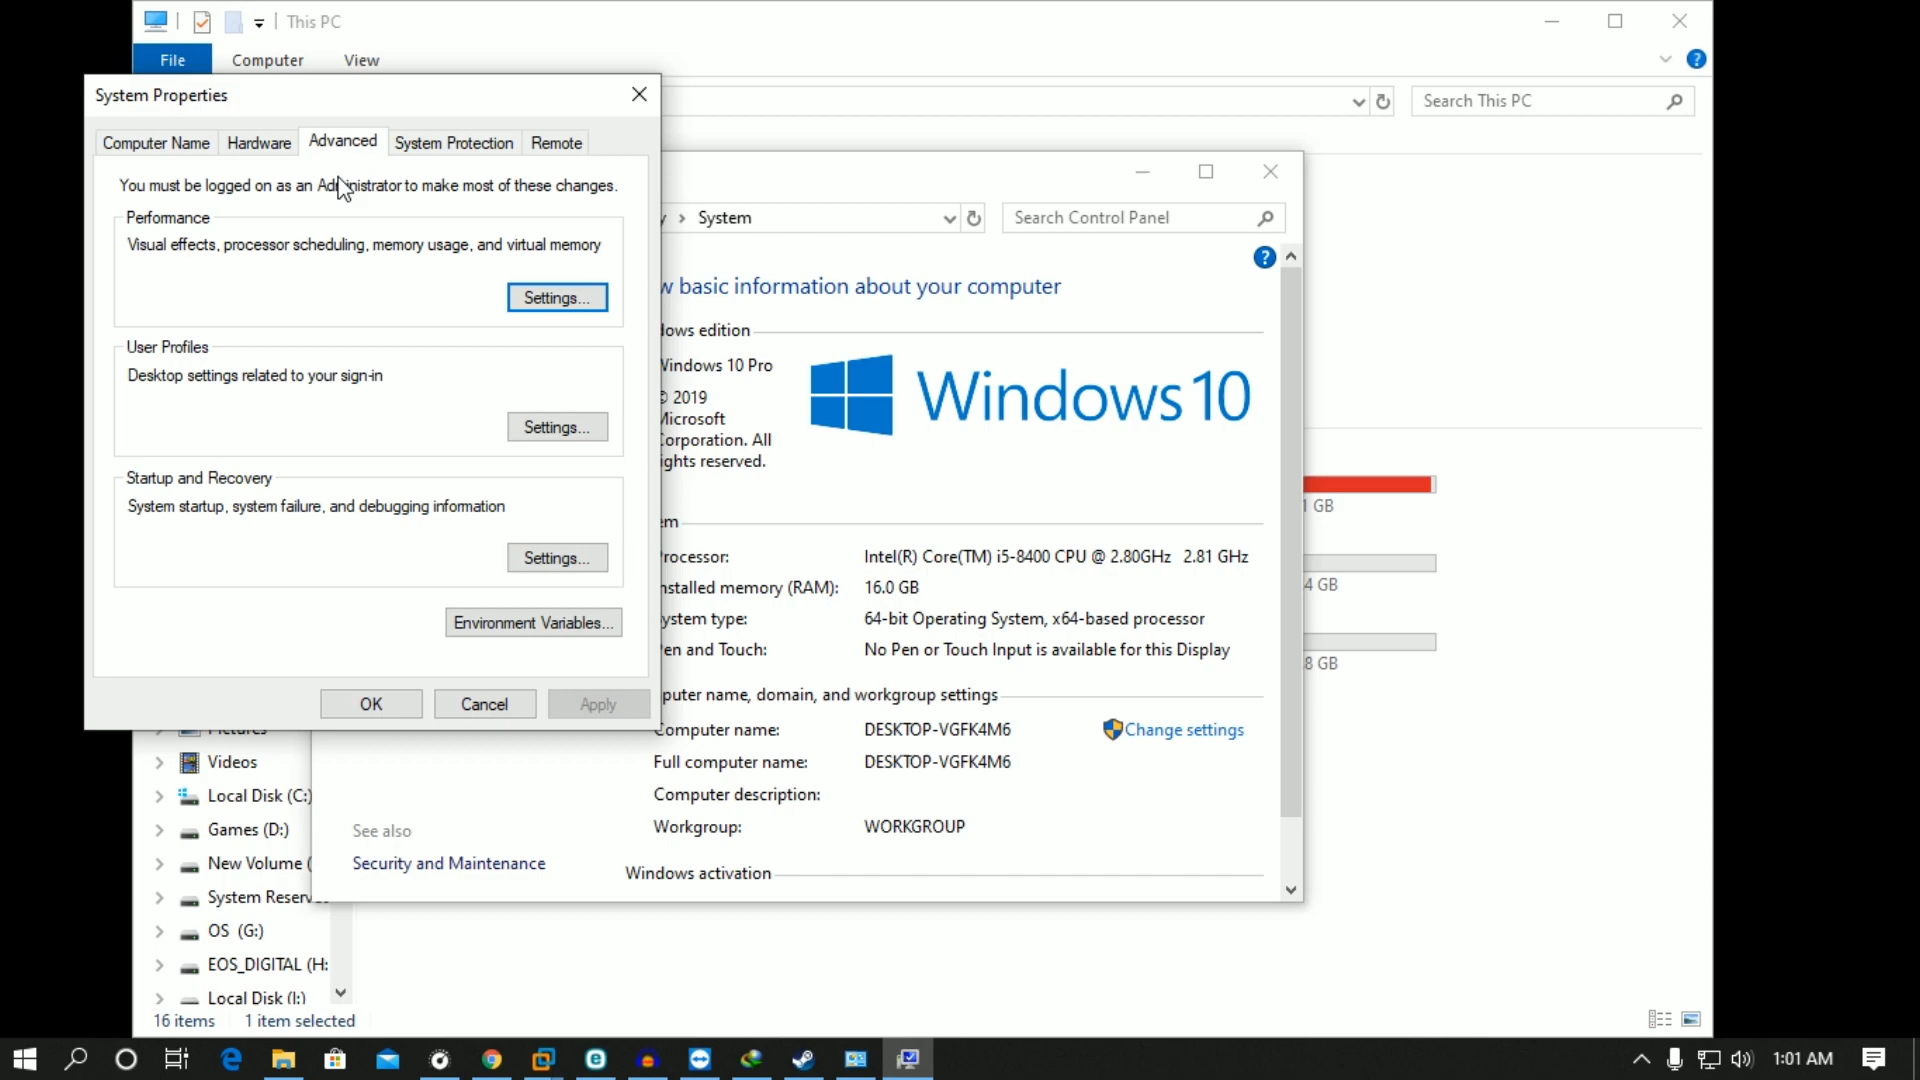 This PC
File Computer View
Search This PC
System Properties
Computer Name Hardware Advanced System Protection Remote
You must be logged on as an Administrator to make most of these changes.
Performance
Visual effects, processor scheduling, memory usage, and virtual memory
Settings...
User Profiles
Desktop settings related to your sign-in
Settings...
Startup and Recovery
System startup, system failure, and debugging information
Settings...
Environment Variables...
OK Cancel Apply
y > System
Search Control Panel
w basic information about your computer
dows edition
Windows 10 Pro
© 2019
Microsoft
Corporation. All
ights reserved.
Windows 10
em
rocessor: Intel(R) Core(TM) i5-8400 CPU @ 2.80GHz 2.81 GHz
nstalled memory (RAM): 16.0 GB
ystem type: 64-bit Operating System, x64-based processor
en and Touch: No Pen or Touch Input is available for this Display
puter name, domain, and workgroup settings
Computer name: DESKTOP-VGFK4M6 Change settings
Full computer name: DESKTOP-VGFK4M6
Computer description:
Workgroup: WORKGROUP
Windows activation
See also
Security and Maintenance
1 GB
4 GB
8 GB
Pictures
Videos
Local Disk (C:)
Games (D:)
New Volume (
System Reserv
OS (G:)
EOS_DIGITAL (H:
Local Disk (I:)
16 items 1 item selected
1:01 AM